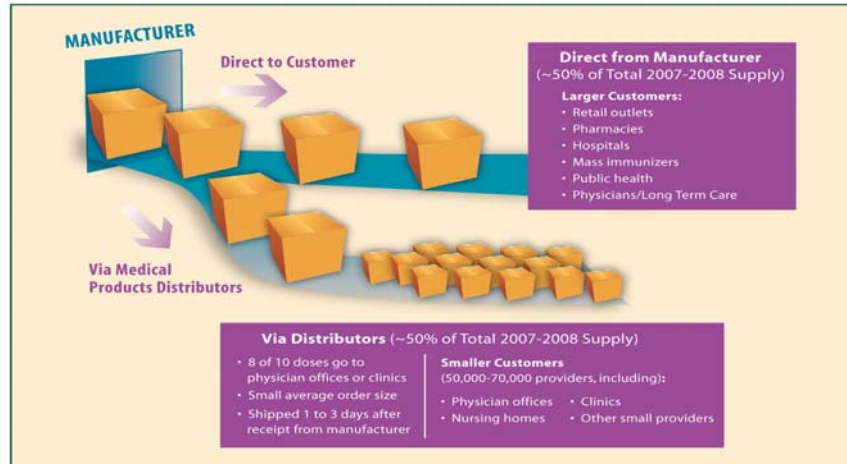 MANUFACTURER
Direct to Customer
Direct from Manufacturer
(~50% of Total 2007-2008 Supply)
Larger Customers:
• Retail outlets
• Pharmacies
• Hospitals
• Mass immunizers
• Public health
• Physicians/Long Term Care
Via Medical
Products Distributors
Via Distributors (~50% of Total 2007-2008 Supply)
• 8 of 10 doses go to
physician offices or clinics
• Small average order size
• Shipped 1 to 3 days after
receipt from manufacturer
Smaller Customers
(50,000-70,000 providers, including):
• Physician offices • Clinics
• Nursing homes • Other small providers